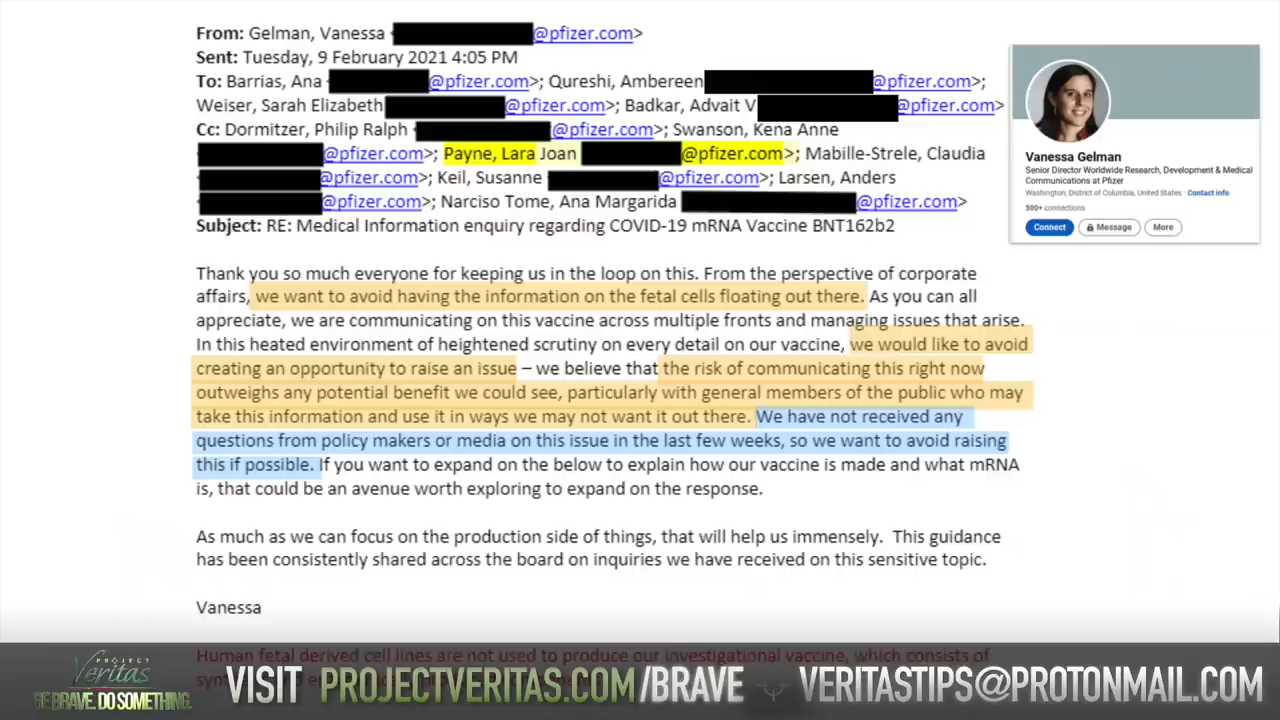 From: Gelman, Vanessa < @pfizer.com>
Sent: Tuesday, 9 February 2021 4:05 PM
To: Barrias, Ana < @pfizer.com>; Qureshi, Ambereen @pfizer.com>;
Weiser, Sarah Elizabeth @pfizer.com>; Badkar, Advait V @pfizer.com>
Cc: Dormitzer, Philip Ralph < @pfizer.com>; Swanson, Kena Anne
< @pfizer.com>; Payne, Lara Joan @pfizer.com>; Mabille-Strele, Claudia
< @pfizer.com>; Keil, Susanne @pfizer.com>; Larsen, Anders
< @pfizer.com>; Narciso Tome, Ana Margarida @pfizer.com>
Subject: RE: Medical Information enquiry regarding COVID-19 mRNA Vaccine BNT162b2
Vanessa Gelman
Senior Director Worldwide Research, Development & Medical
Communications at Pfizer
Washington, District of Columbia, United States · Contact info
500+ connections
Connect
Message
More
Thank you so much everyone for keeping us in the loop on this. From the perspective of corporate
affairs, we want to avoid having the information on the fetal cells floating out there. As you can all
appreciate, we are communicating on this vaccine across multiple fronts and managing issues that arise.
In this heated environment of heightened scrutiny on every detail on our vaccine, we would like to avoid
creating an opportunity to raise an issue – we believe that the risk of communicating this right now
outweighs any potential benefit we could see, particularly with general members of the public who may
take this information and use it in ways we may not want it out there. We have not received any
questions from policy makers or media on this issue in the last few weeks, so we want to avoid raising
this if possible. If you want to expand on the below to explain how our vaccine is made and what mRNA
is, that could be an avenue worth exploring to expand on the response.
As much as we can focus on the production side of things, that will help us immensely. This guidance
has been consistently shared across the board on inquiries we have received on this sensitive topic.
Vanessa
Human fetal derived cell lines are not used to produce our investigational vaccine, which consists of
PROJECT
Veritas
BE BRAVE. DO SOMETHING.
VISIT PROJECTVERITAS.COM/BRAVE
VERITASTIPS@PROTONMAIL.COM